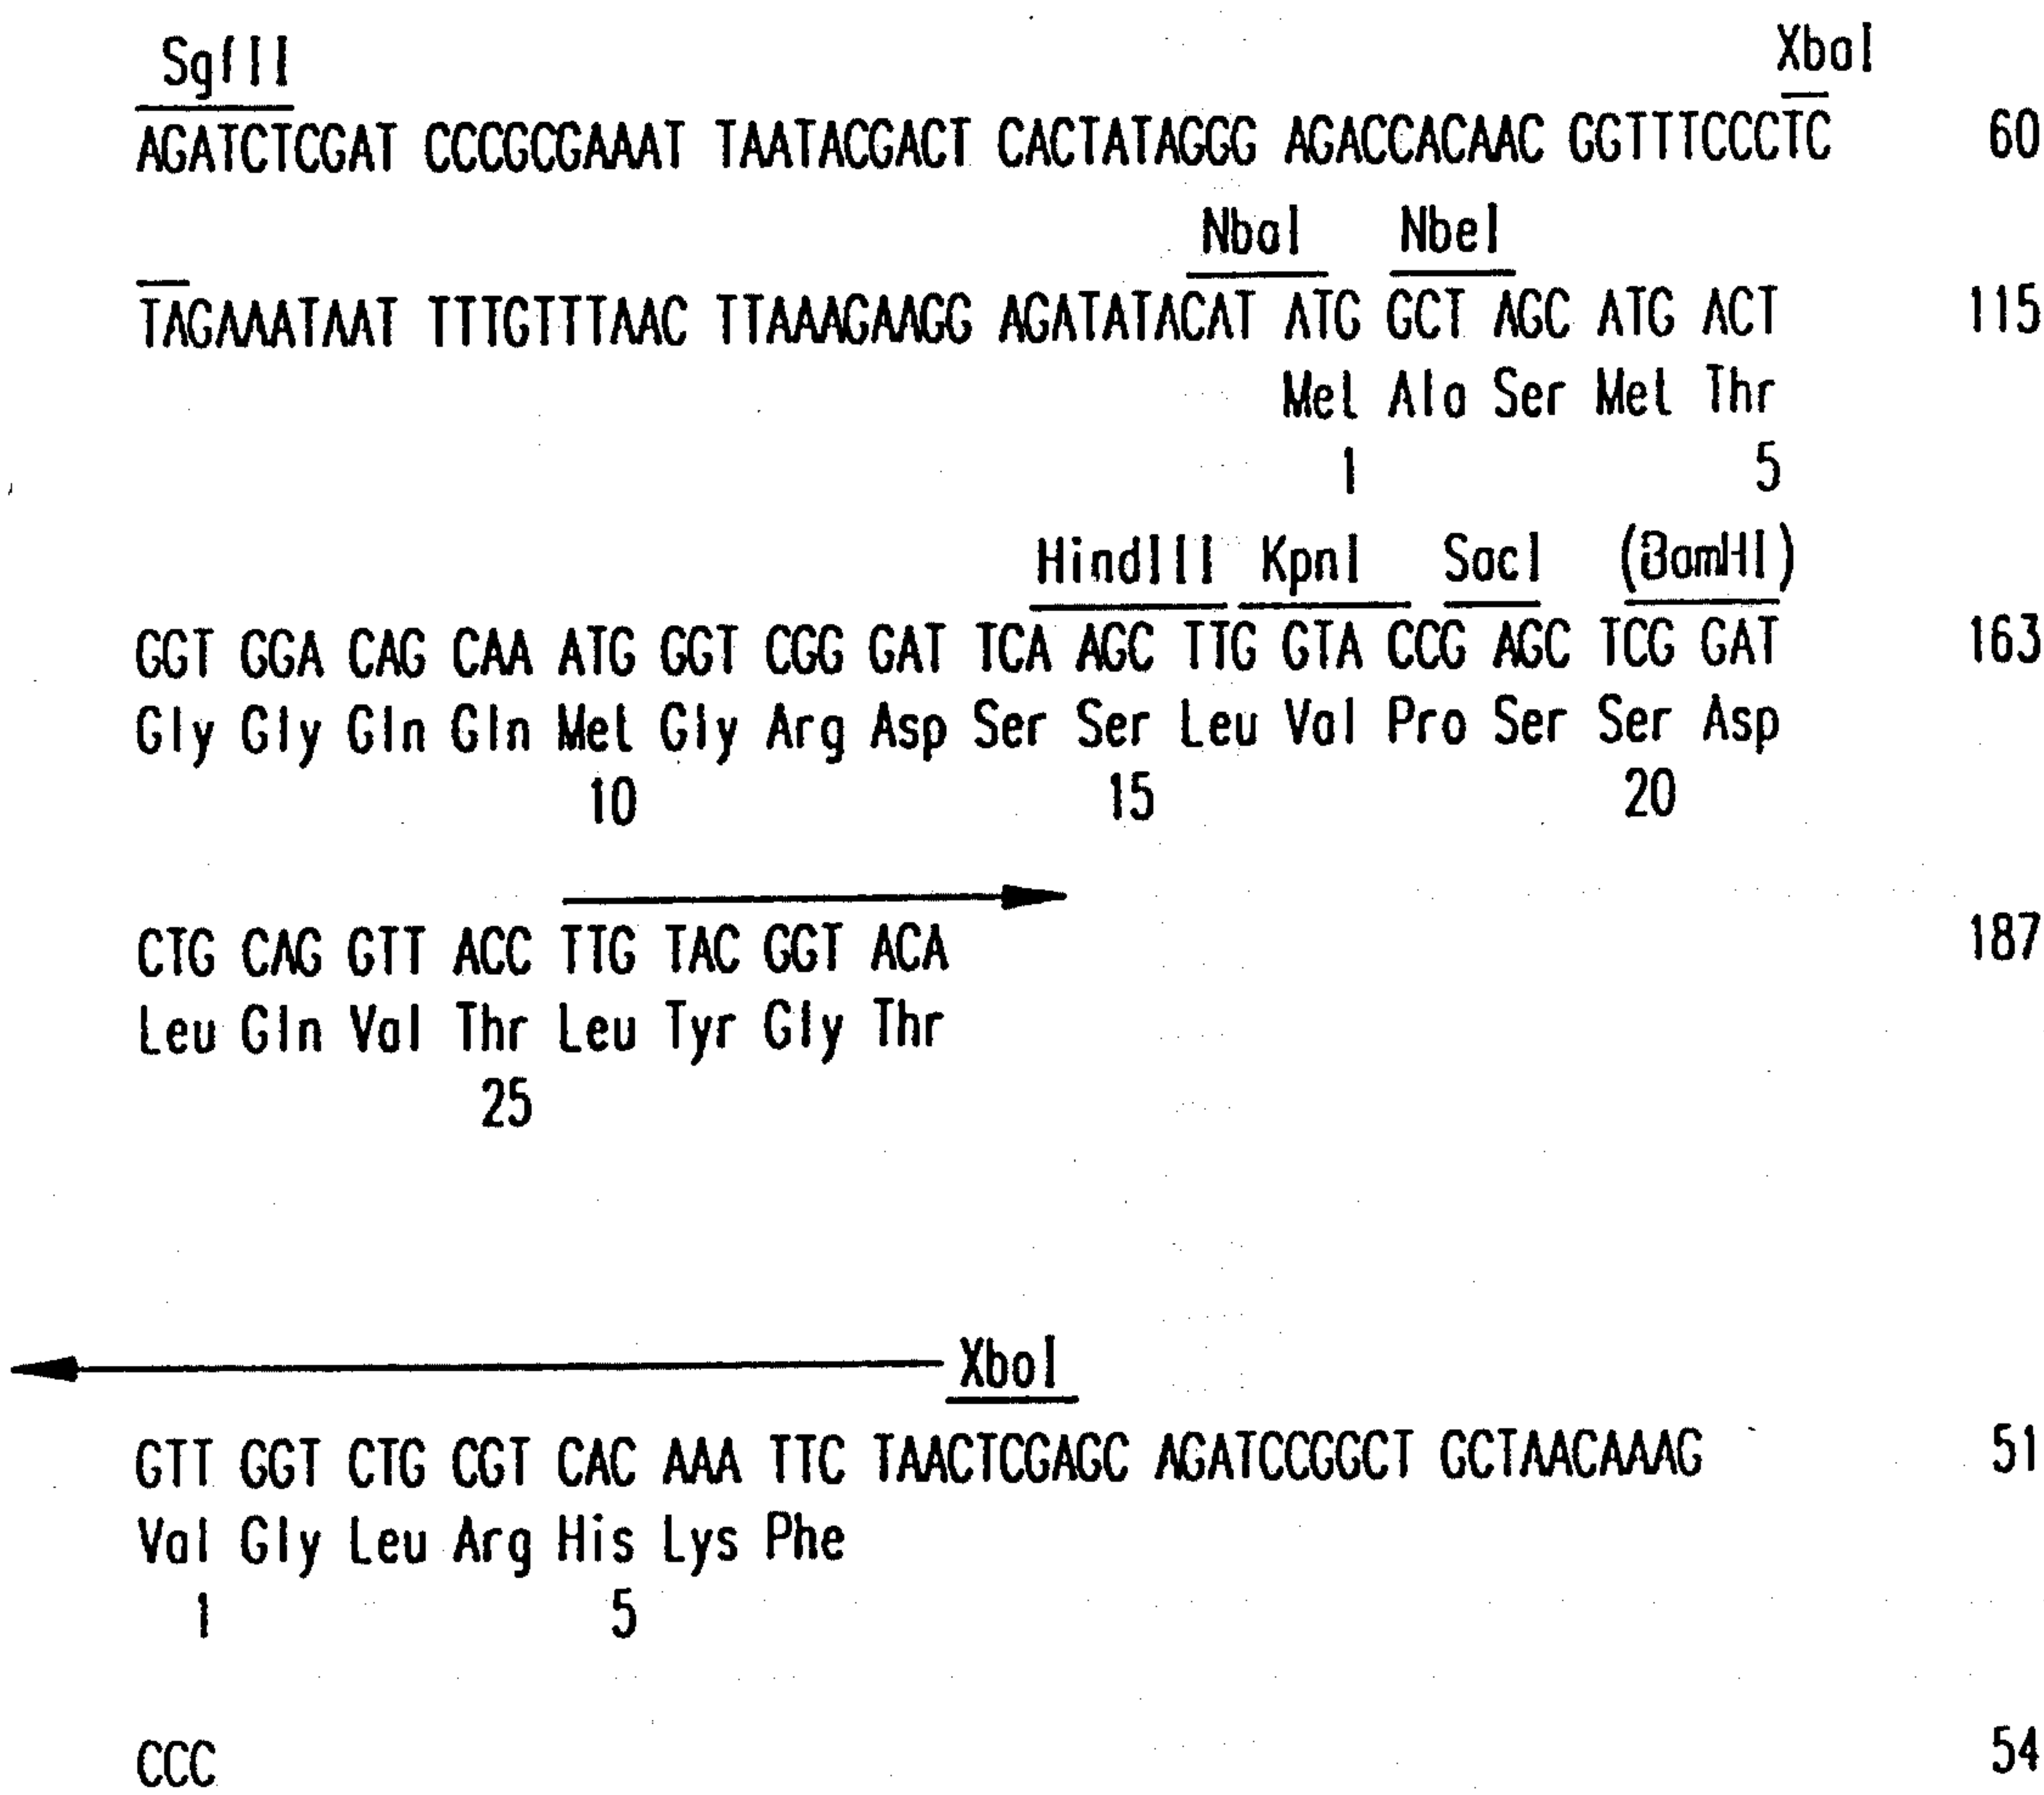 SgfII XbaI
AGATCTCGAT CCCGCGAAAT TAATACGACT CACTATAGGG AGACCACAAC GGTTTCCCTC 60
NbaI NbeI
TAGAAATAAT TTTGTTTAAC TTAAAGAAGG AGATATACAT ATG GCT AGC ATG ACT 115
Met Ala Ser Met Thr
1 5
HindIII KpnI SacI (BamHI)
GGT GGA CAG CAA ATG GGT CGG GAT TCA AGC TTG GTA CCG AGC TCG GAT 163
Gly Gly Gln Gln Met Gly Arg Asp Ser Ser Leu Val Pro Ser Ser Asp
10 15 20
CTG CAG GTT ACC TTG TAC GGT ACA 187
Leu Gln Val Thr Leu Tyr Gly Thr
25
XboI
GTT GGT CTG CGT CAC AAA TTC TAACTCGAGC AGATCCGGCT GCTAACAAAG 51
Val Gly Leu Arg His Lys Phe
1 5
CCC 54